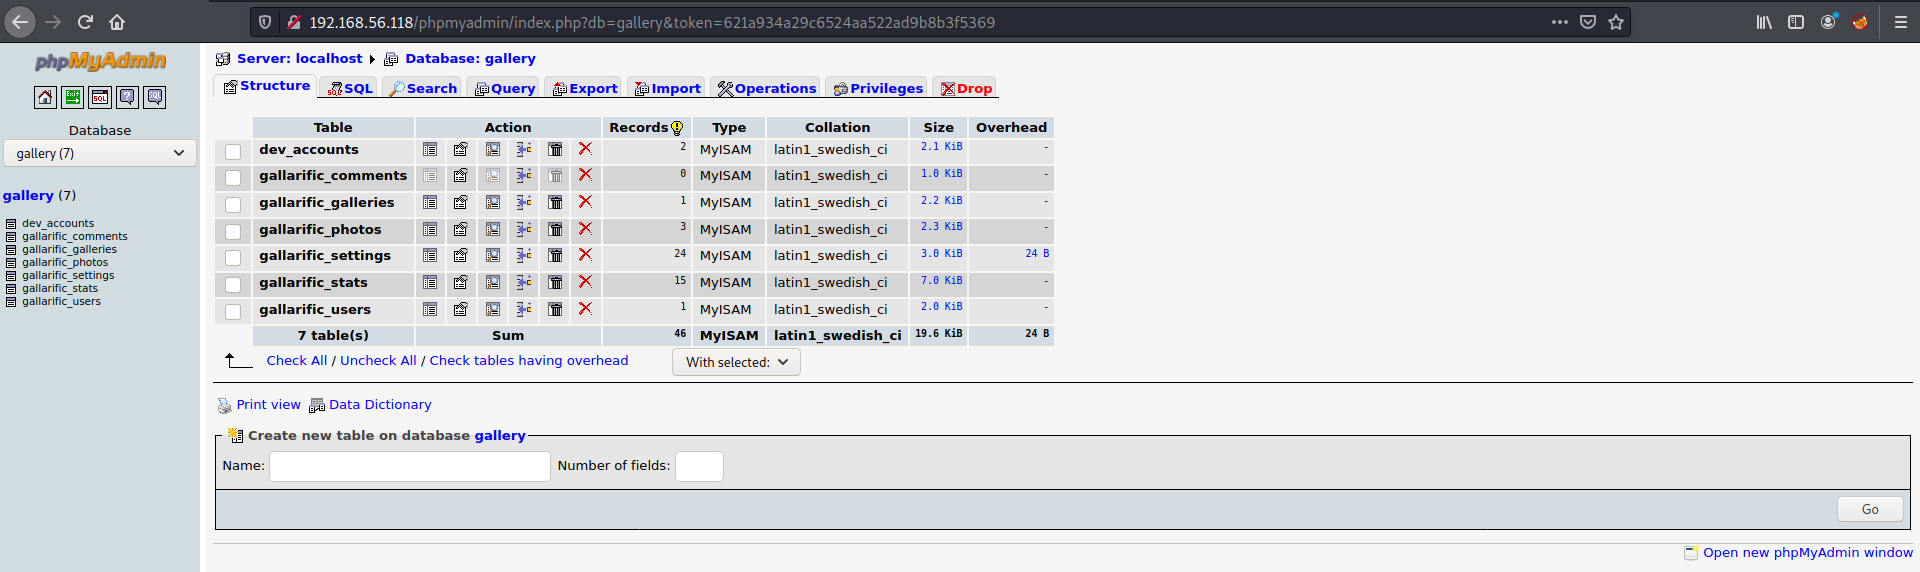 192.168.56.118/phpmyadmin/index.php?db=gallery&token=621a934a29c6524aa522ad9b8b3f5369
phpMyAdmin
Database
gallery (7)
gallery (7)
dev_accounts
gallarific_comments
gallarific_galleries
gallarific_photos
gallarific_settings
gallarific_stats
gallarific_users
Server: localhost Database: gallery
Structure SQL Search Query Export Import Operations Privileges Drop
Table Action Records Type Collation Size Overhead
dev_accounts 2 MyISAM latin1_swedish_ci 2.1 KiB -
gallarific_comments 0 MyISAM latin1_swedish_ci 1.0 KiB -
gallarific_galleries 1 MyISAM latin1_swedish_ci 2.2 KiB -
gallarific_photos 3 MyISAM latin1_swedish_ci 2.3 KiB -
gallarific_settings 24 MyISAM latin1_swedish_ci 3.0 KiB 24 B
gallarific_stats 15 MyISAM latin1_swedish_ci 7.0 KiB -
gallarific_users 1 MyISAM latin1_swedish_ci 2.0 KiB -
7 table(s) Sum 46 MyISAM latin1_swedish_ci 19.6 KiB 24 B
Check All / Uncheck All / Check tables having overhead With selected:
Print view Data Dictionary
Create new table on database gallery
Name: Number of fields:
Go
Open new phpMyAdmin window